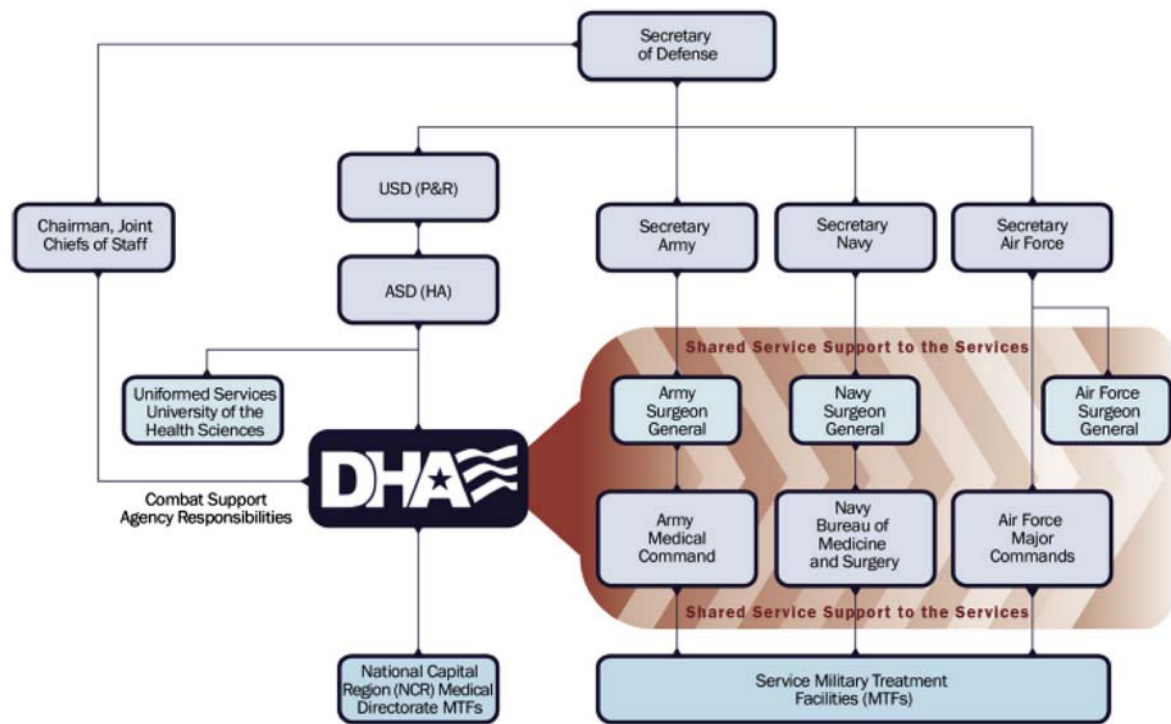 Secretary
of Defense
USD (P&R)
Chairman, Joint
Chiefs of Staff
Secretary
Army
Secretary
Navy
Secretary
Air Force
ASD (HA)
Shared Service Support to the Services
Uniformed Services
University of the
Health Sciences
Army
Surgeon
General
Navy
Surgeon
General
Air Force
Surgeon
General
DHA
Combat Support
Agency Responsibilities
Army
Medical
Command
Navy
Bureau of
Medicine
and Surgery
Air Force
Major
Commands
Shared Service Support to the Services
National Capital
Region (NCR) Medical
Directorate MTFs
Service Military Treatment
Facilities (MTFs)